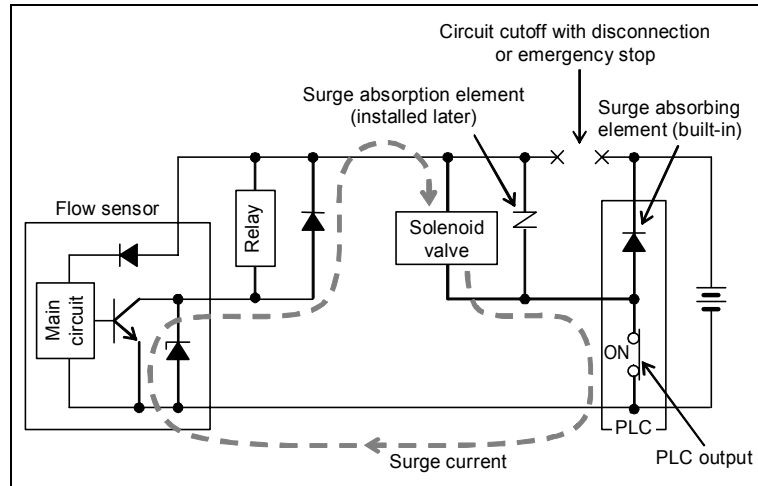 Circuit cutoff with disconnection
or emergency stop
Surge absorption element
(installed later)
Surge absorbing
element (built-in)
Flow sensor
Relay
Solenoid
valve
Main
circuit
ON
PLC
Surge current
PLC output